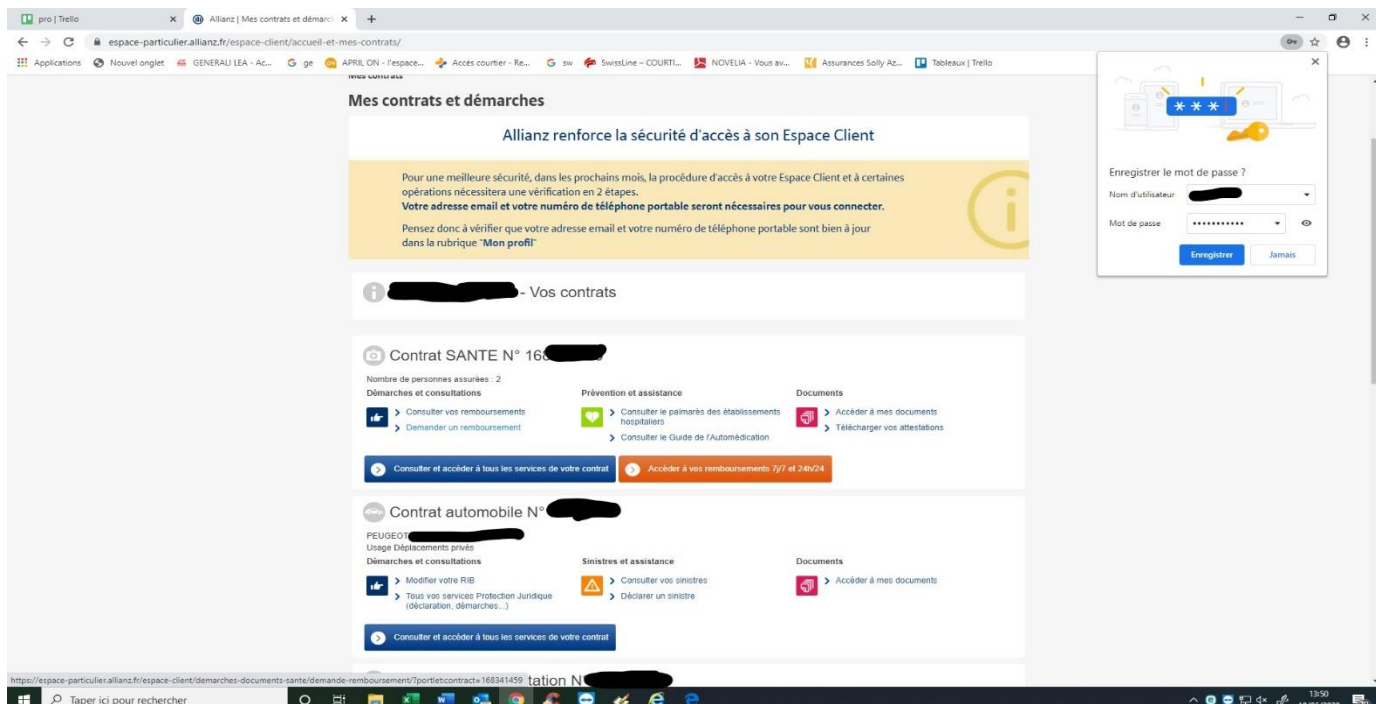 pro | Trello
Allianz | Mes contrats et démarch
espace-particulier.allianz.fr/espace-client/accueil-et-mes-contrats/
Applications Nouvel onglet GENERALI LEA - Ac... ge APRIL ON - l'espace... Accès courtier - Re... sw SwissLine – COURTI... NOVELIA - Vous av... Assurances Solly Az... Tableaux | Trello
Mes contrats
Mes contrats et démarches
Allianz renforce la sécurité d'accès à son Espace Client
Pour une meilleure sécurité, dans les prochains mois, la procédure d'accès à votre Espace Client et à certaines
opérations nécessitera une vérification en 2 étapes.
Votre adresse email et votre numéro de téléphone portable seront nécessaires pour vous connecter.
Pensez donc à vérifier que votre adresse email et votre numéro de téléphone portable sont bien à jour
dans la rubrique "Mon profil"
Enregistrer le mot de passe ?
Nom d'utilisateur
Mot de passe
Enregistrer Jamais
- Vos contrats
Contrat SANTE N° 168
Nombre de personnes assurées : 2
Démarches et consultations
Consulter vos remboursements
Demander un remboursement
Prévention et assistance
Consulter le palmarès des établissements
hospitaliers
Consulter le Guide de l'Automédication
Documents
Accéder à mes documents
Télécharger vos attestations
Consulter et accéder à tous les services de votre contrat
Accéder à vos remboursements 7j/7 et 24h/24
Contrat automobile N°
PEUGEOT
Usage Déplacements privés
Démarches et consultations
Modifier votre RIB
Tous vos services Protection Juridique
(déclaration, démarches...)
Sinistres et assistance
Consulter vos sinistres
Déclarer un sinistre
Documents
Accéder à mes documents
Consulter et accéder à tous les services de votre contrat
tation N
https://espace-particulier.allianz.fr/espace-client/demarches-documents-sante/demande-remboursement/?portlet:contract=168341459
Taper ici pour rechercher
13:50